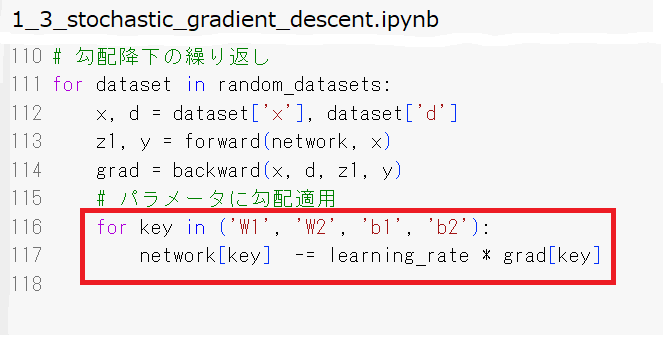 1_3_stochastic_gradient_descent.ipynb
110 # 勾配降下の繰り返し
111 for dataset in random_datasets:
112     x, d = dataset['x'], dataset['d']
113     z1, y = forward(network, x)
114     grad = backward(x, d, z1, y)
115     # パラメータに勾配適用
116     for key in ('W1', 'W2', 'b1', 'b2'):
117         network[key]  -= learning_rate * grad[key]
118